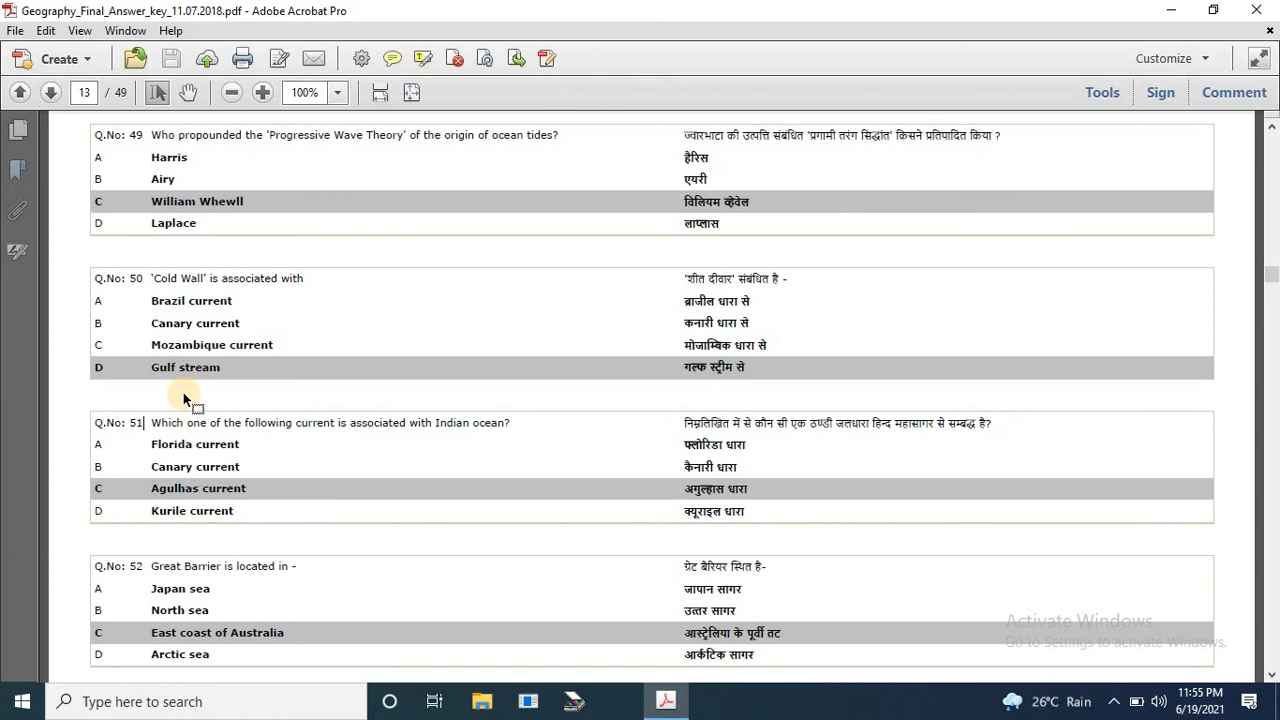 Geography_Final_Answer_key_11.07.2018.pdf - Adobe Acrobat Pro
File Edit View Window Help
Create Customize
13 / 49 100% Tools Sign Comment
Q.No: 49 Who propounded the 'Progressive Wave Theory' of the origin of ocean tides? ज्वारभाटा की उत्पत्ति संबंधित 'प्रगामी तरंग सिद्धांत' किसने प्रतिपादित किया ?
A Harris हैरिस
B Airy एयरी
C William Whewll विलियम व्हेवेल
D Laplace लाप्लास
Q.No: 50 'Cold Wall' is associated with 'शीत दीवार' संबंधित है -
A Brazil current ब्राजील धारा से
B Canary current कनारी धारा से
C Mozambique current मोजाम्बिक धारा से
D Gulf stream गल्फ स्ट्रीम से
Q.No: 51 Which one of the following current is associated with Indian ocean? निम्नलिखित में से कौन सी एक ठण्डी जलधारा हिन्द महासागर से सम्बद्ध है?
A Florida current फ्लोरिडा धारा
B Canary current कैनारी धारा
C Agulhas current अगुल्हास धारा
D Kurile current क्यूराइल धारा
Q.No: 52 Great Barrier is located in - ग्रेट बैरियर स्थित है-
A Japan sea जापान सागर
B North sea उत्तर सागर
C East coast of Australia आस्ट्रेलिया के पूर्वी तट
D Arctic sea आर्कटिक सागर
Activate Windows
Go to Settings to activate Windows.
Type here to search 26°C Rain 11:55 PM
6/19/2021